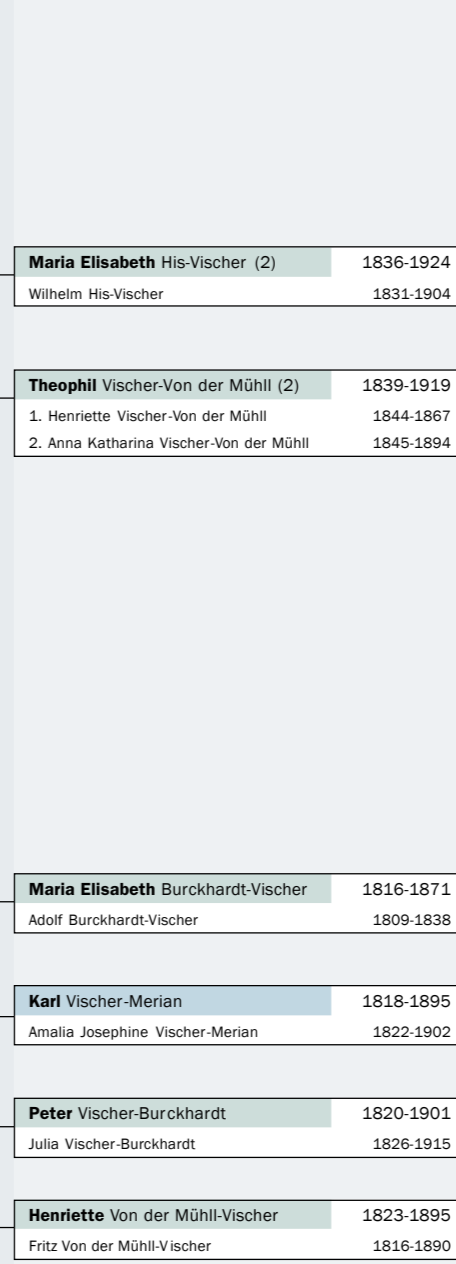 Maria Elisabeth His-Vischer (2) 1836-1924
Wilhelm His-Vischer 1831-1904
Theophil Vischer-Von der Mühll (2) 1839-1919
1. Henriette Vischer-Von der Mühll 1844-1867
2. Anna Katharina Vischer-Von der Mühll 1845-1894
Maria Elisabeth Burckhardt-Vischer 1816-1871
Adolf Burckhardt-Vischer 1809-1838
Karl Vischer-Merian 1818-1895
Amalia Josephine Vischer-Merian 1822-1902
Peter Vischer-Burckhardt 1820-1901
Julia Vischer-Burckhardt 1826-1915
Henriette Von der Mühll-Vischer 1823-1895
Fritz Von der Mühll-Vischer 1816-1890